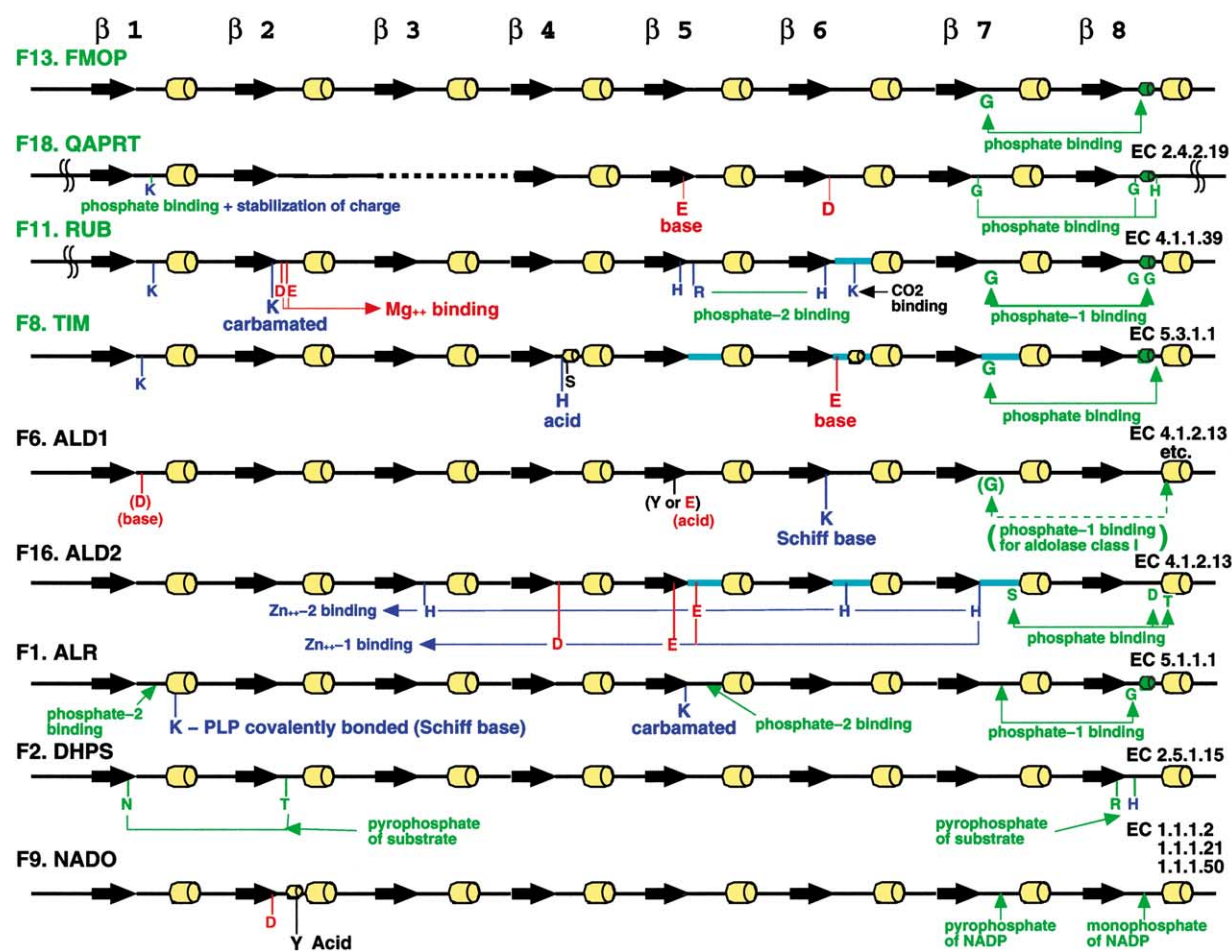 β 1 β 2 β 3 β 4 β 5 β 6 β 7 β 8
F13. FMOP
G
phosphate binding
F18. QAPRT
EC 2.4.2.19
K
phosphate binding + stabilization of charge
E
base
D
G
G H
phosphate binding
F11. RUB
EC 4.1.1.39
K
K
D E
carbamated
Mg++ binding
H R
phosphate-2 binding
H
K
CO2
binding
G
G G
phosphate-1 binding
F8. TIM
EC 5.3.1.1
K
S
H
acid
E
base
G
phosphate binding
F6. ALD1
EC 4.1.2.13
etc.
(D)
(base)
(Y or E)
(acid)
K
Schiff base
(G)
(phosphate-1 binding
for aldolase class I)
F16. ALD2
EC 4.1.2.13
S D T
Zn++-2 binding H E H H
phosphate binding
Zn++-1 binding D E
F1. ALR
EC 5.1.1.1
phosphate-2
binding
K – PLP covalently bonded (Schiff base)
K
carbamated
phosphate-2 binding
G
phosphate-1 binding
F2. DHPS
EC 2.5.1.15
N
T
pyrophosphate
of substrate
R H
pyrophosphate
of substrate
F9. NADO
EC 1.1.1.2
1.1.1.21
1.1.1.50
D
Y Acid
pyrophosphate
of NADP
monophosphate
of NADP